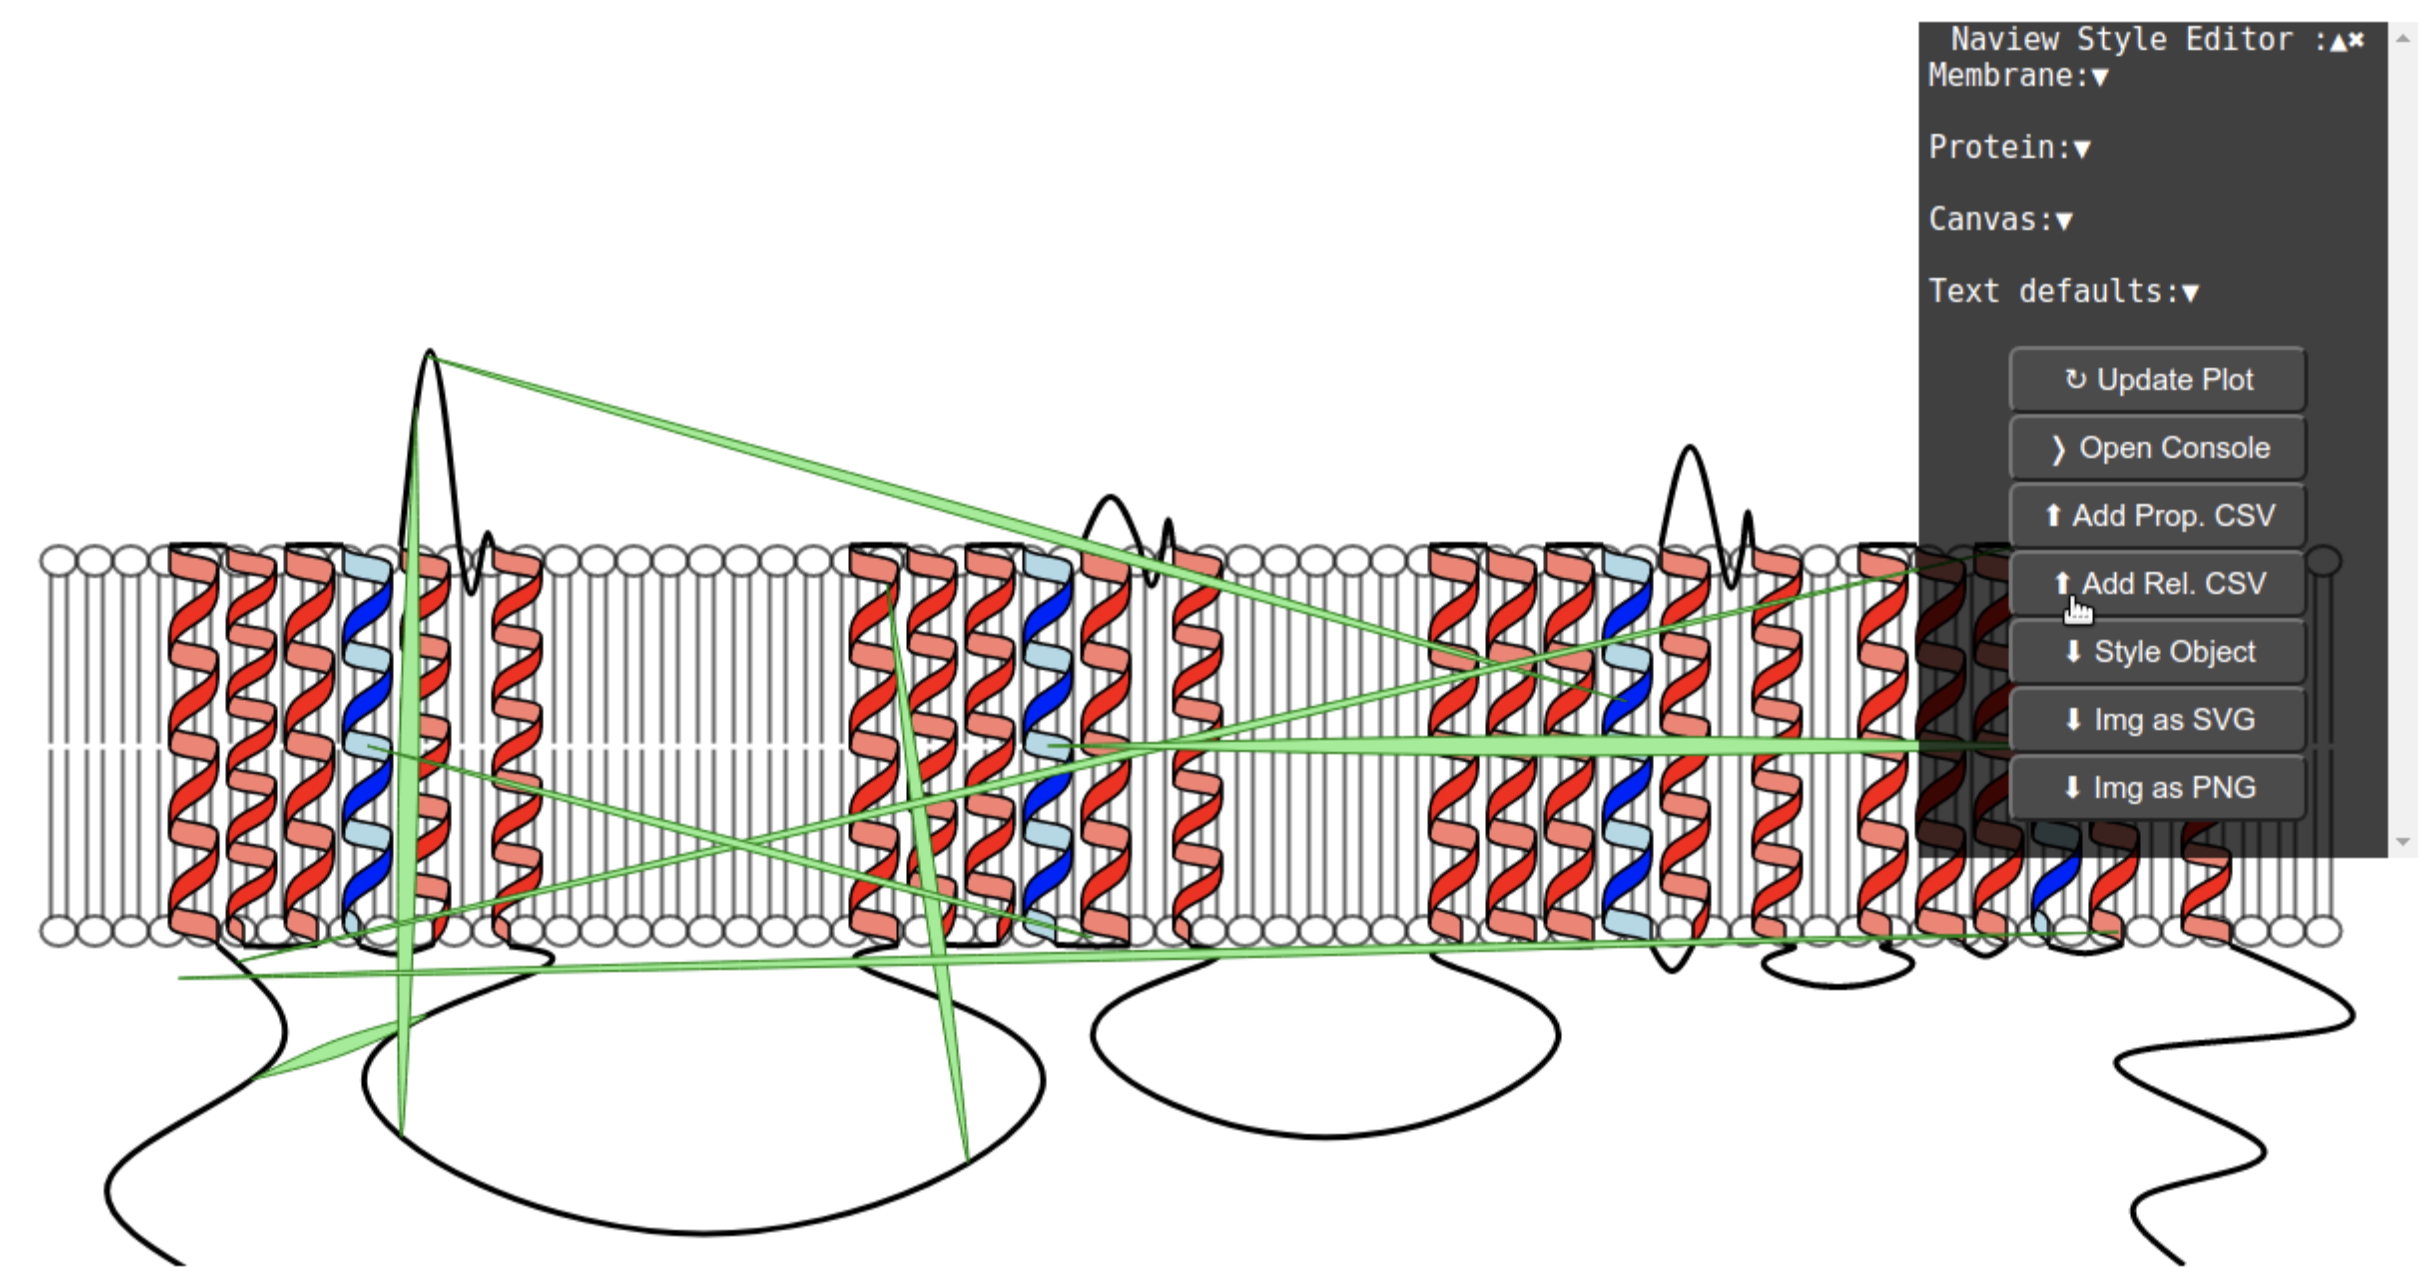 Naview Style Editor :▲✖
Membrane:▼
Protein:▼
Canvas:▼
Text defaults:▼
↻ Update Plot
❭ Open Console
⬆ Add Prop. CSV
⬆ Add Rel. CSV
⬇ Style Object
⬇ Img as SVG
⬇ Img as PNG